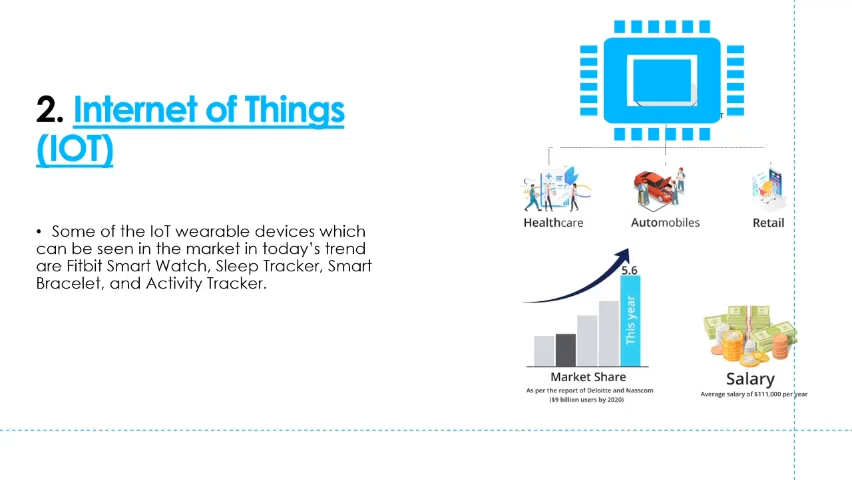 2. Internet of Things
(IOT)
• Some of the IoT wearable devices which
can be seen in the market in today’s trend
are Fitbit Smart Watch, Sleep Tracker, Smart
Bracelet, and Activity Tracker.
T
Healthcare
Automobiles
Retail
5.6
This year
Market Share
As per the report of Deloitte and Nasscom
($9 billion users by 2020)
Salary
Average salary of $111,000 per year